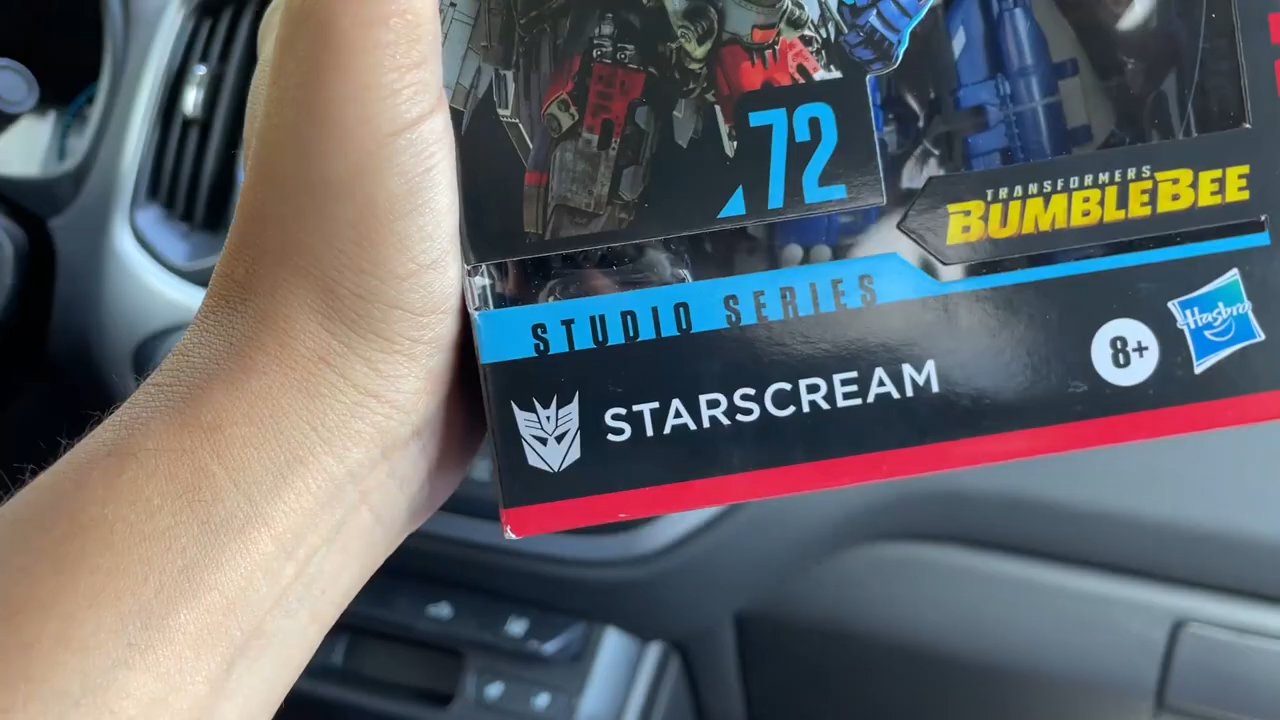 72
TRANSFORMERS
BUMBLEBEE
STUDIO SERIES
STARSCREAM
8+
Hasbro